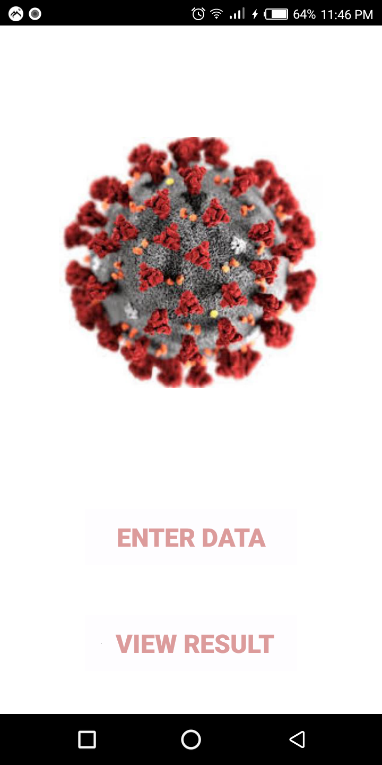 64% 11:46 PM
ENTER DATA
VIEW RESULT